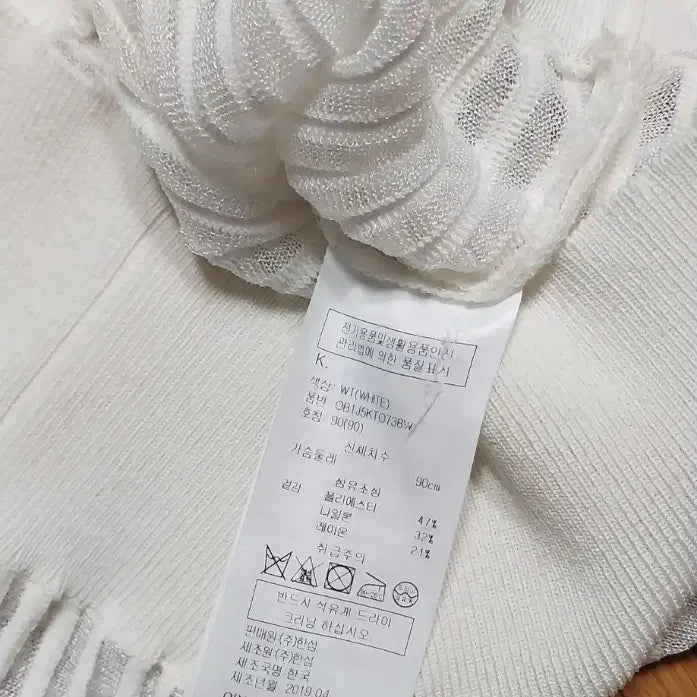 전기용품및생활용품안전
관리법에 의한 품질표시
K.
색상: WT(WHITE)
품번
호칭: 90(90)
신체치수
가슴둘레 90cm
섬유조성
겉감 폴리에스터 47%
나일론 32%
레이온 21%
취급주의
반드시 석유계 드라이
크리닝 하십시오.
판매원(주)한섬
제조원(주)한섬
제조국명 한국
제조년월 2019.04